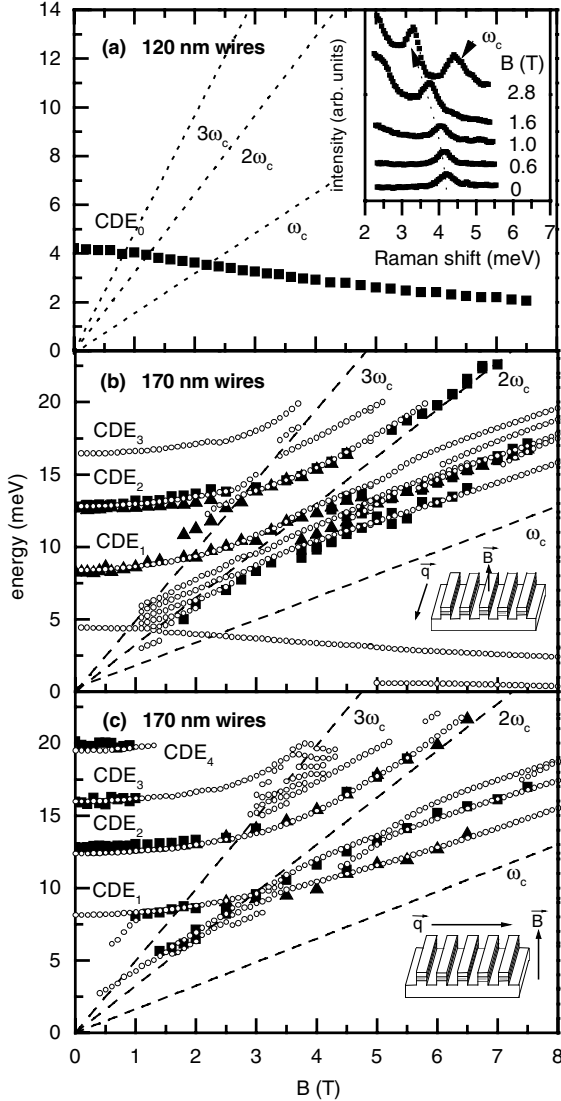 14
12
10
8
6
4
2
0
(a) 120 nm wires
3ω_c
2ω_c
ω_c
CDE_0
intensity (arb. units)
ω_c
B (T)
2.8
1.6
1.0
0.6
0
2 3 4 5 6 7
Raman shift (meV)
energy (meV)
20
15
10
5
0
(b) 170 nm wires
3ω_c
2ω_c
CDE_3
CDE_2
CDE_1
ω_c
q
B
20
15
10
5
0
(c) 170 nm wires
3ω_c
2ω_c
CDE_4
CDE_3
CDE_2
CDE_1
ω_c
q
B
0 1 2 3 4 5 6 7 8
B (T)